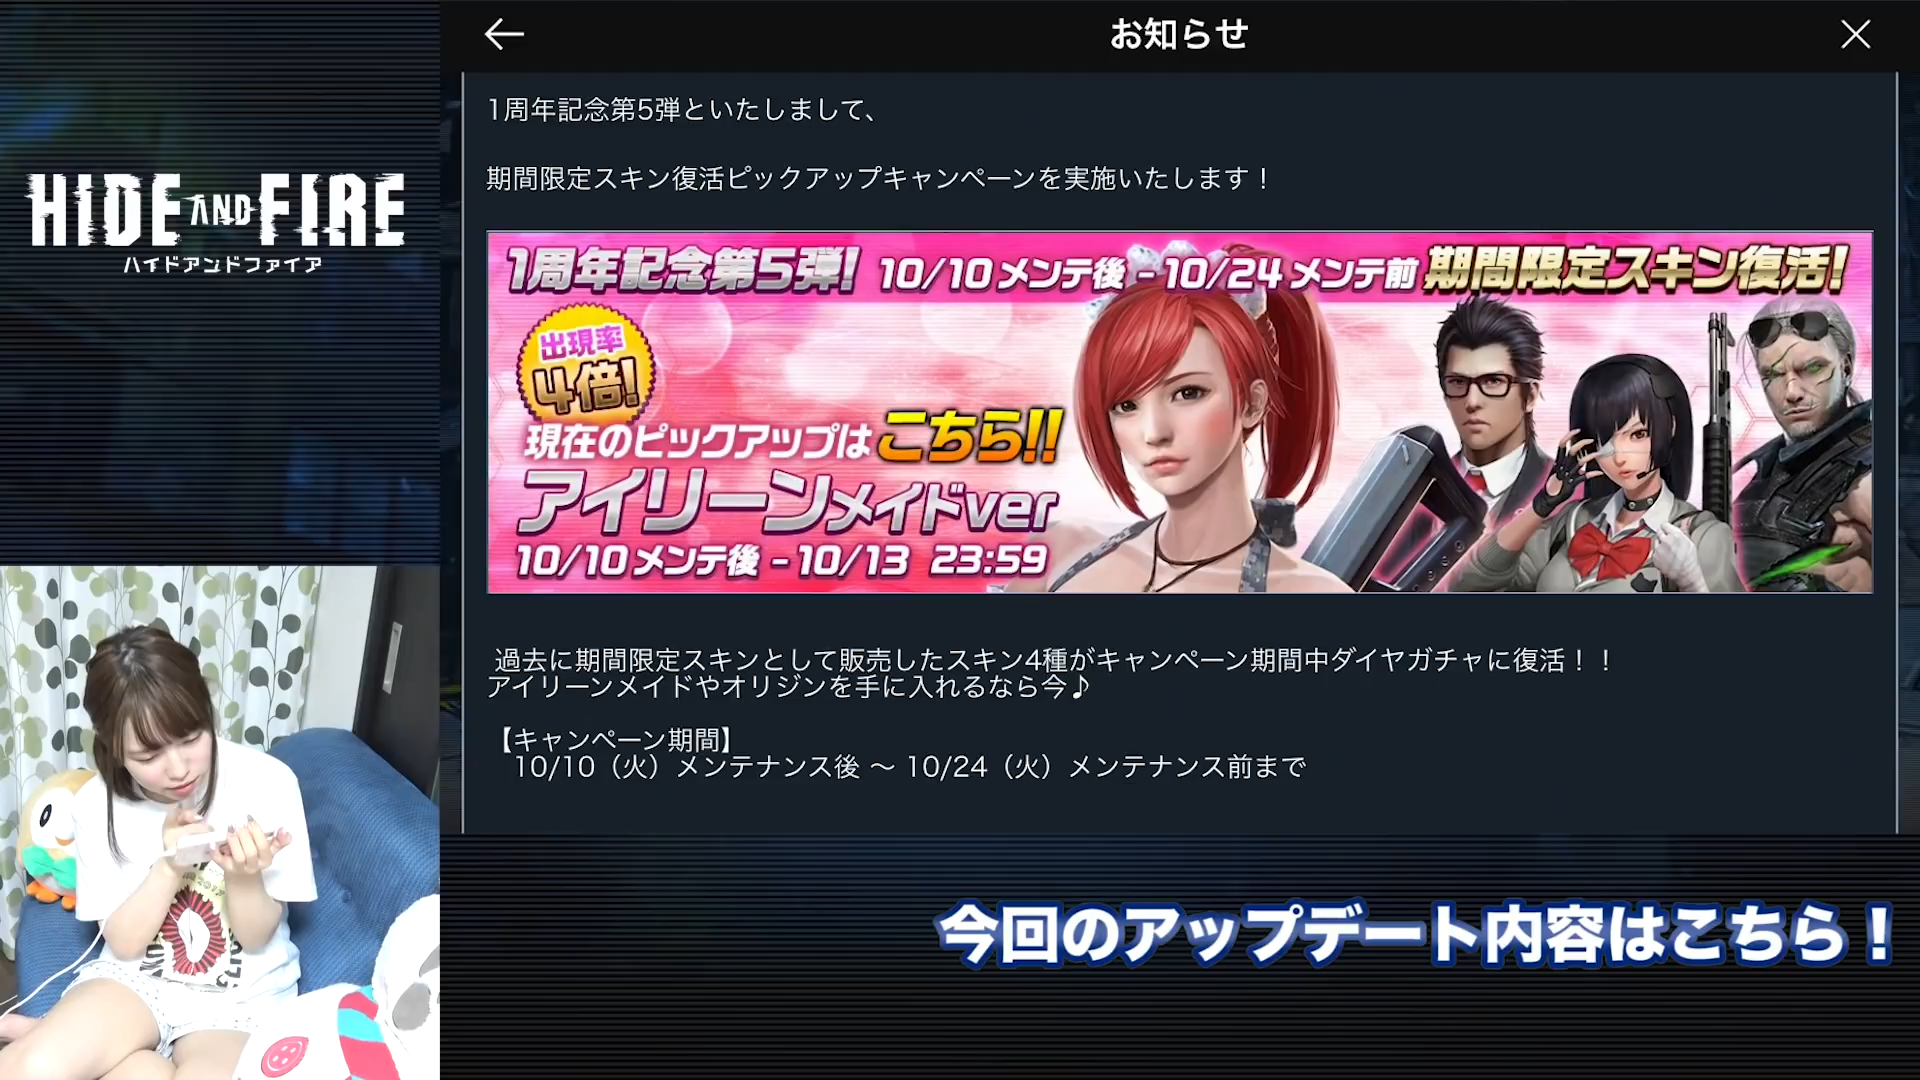 お知らせ
HIDE AND FIRE
ハイドアンドファイア
1周年記念第5弾といたしまして、
期間限定スキン復活ピックアップキャンペーンを実施いたします！
1周年記念第5弾! 10/10メンテ後 - 10/24メンテ前 期間限定スキン復活!
出現率
4倍!
現在のピックアップはこちら!!
アイリーンメイドver
10/10メンテ後 - 10/13 23:59
過去に期間限定スキンとして販売したスキン4種がキャンペーン期間中ダイヤガチャに復活！！
アイリーンメイドやオリジンを手に入れるなら今♪
【キャンペーン期間】
10/10（火）メンテナンス後 〜 10/24（火）メンテナンス前まで
今回のアップデート内容はこちら！